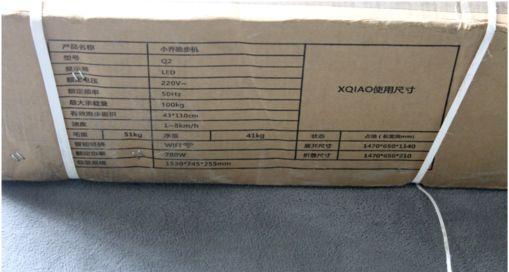 产品名称 小乔跑步机
型号 Q2
显示器 LED
额定电压 220V~
额定频率 50Hz
最大承载量 100kg
有效跑步面积 43*110cm
速度 1~8km/h
毛重 51kg 净重 41kg
智能链接 WIFI
额定功率 780W
包装规格 1530*745*255mm
XQIAO使用尺寸
状态 占地（长宽高mm）
展开尺寸 1470*650*1140
折叠尺寸 1470*650*210